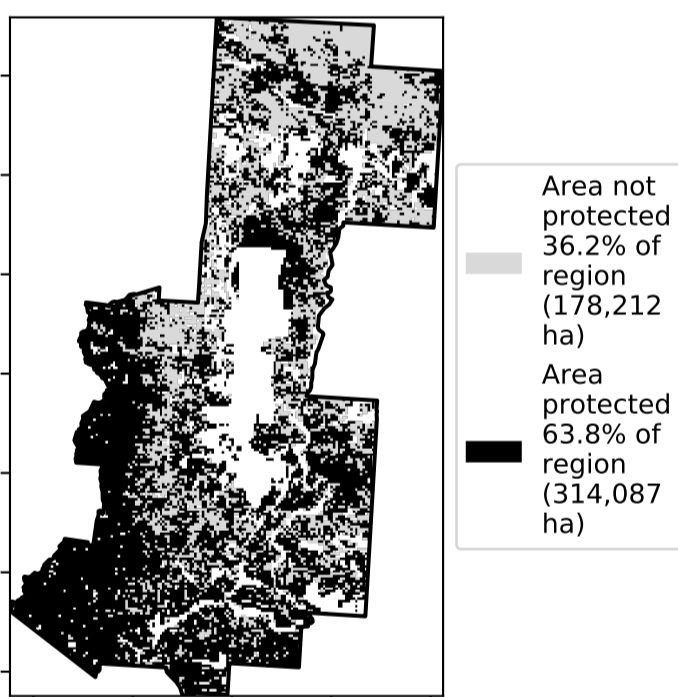 Area not
protected
36.2% of
region
(178,212
ha)
Area
protected
63.8% of
region
(314,087
ha)